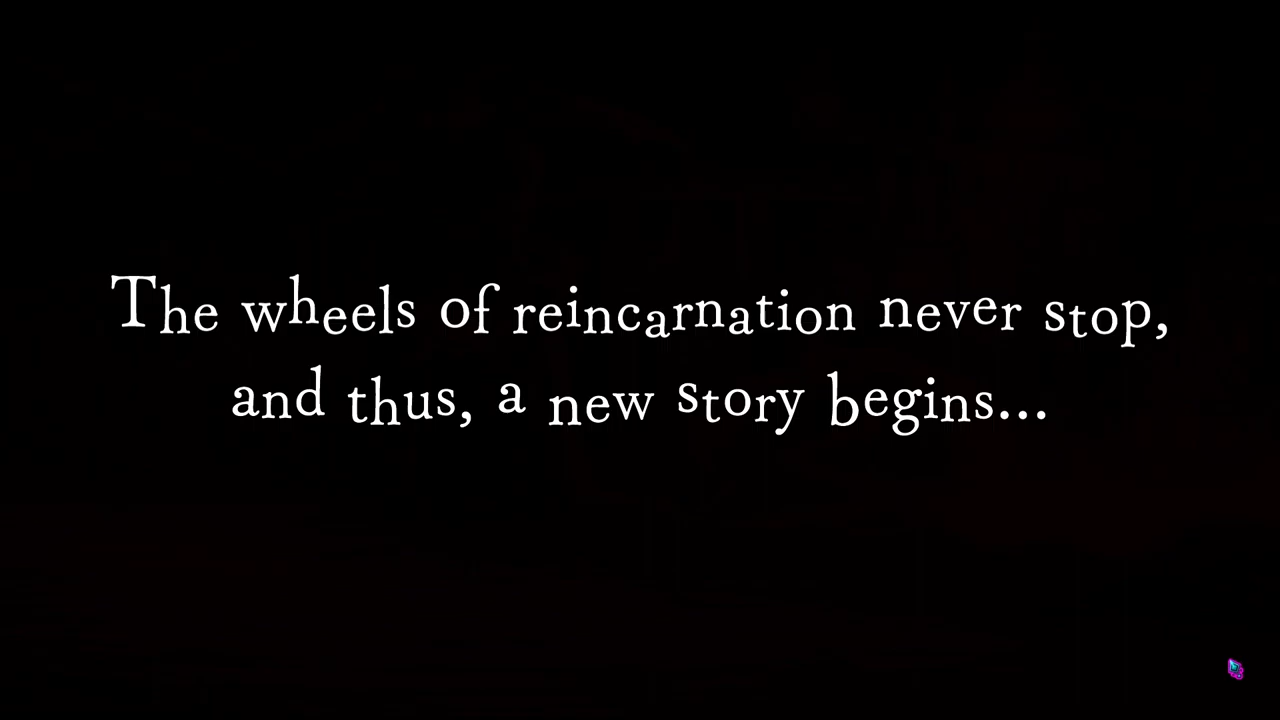 The wheels of reincarnation never stop,
and thus, a new story begins...